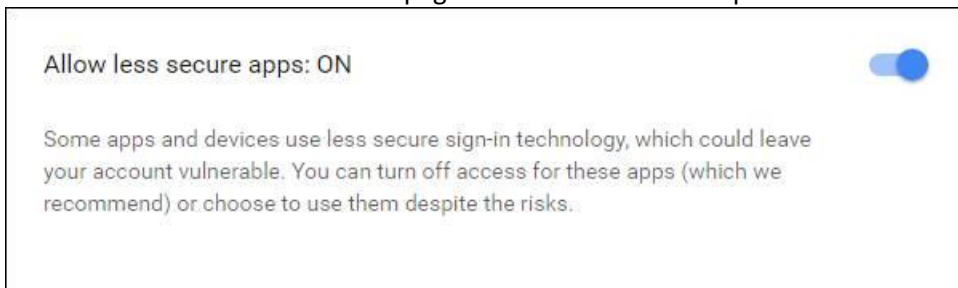 Allow less secure apps: ON
Some apps and devices use less secure sign-in technology, which could leave
your account vulnerable. You can turn off access for these apps (which we
recommend) or choose to use them despite the risks.